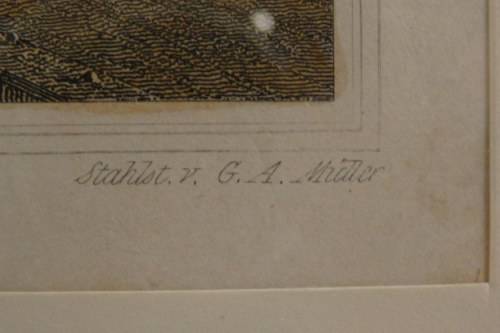 Stahlst. v. G. A. Müller